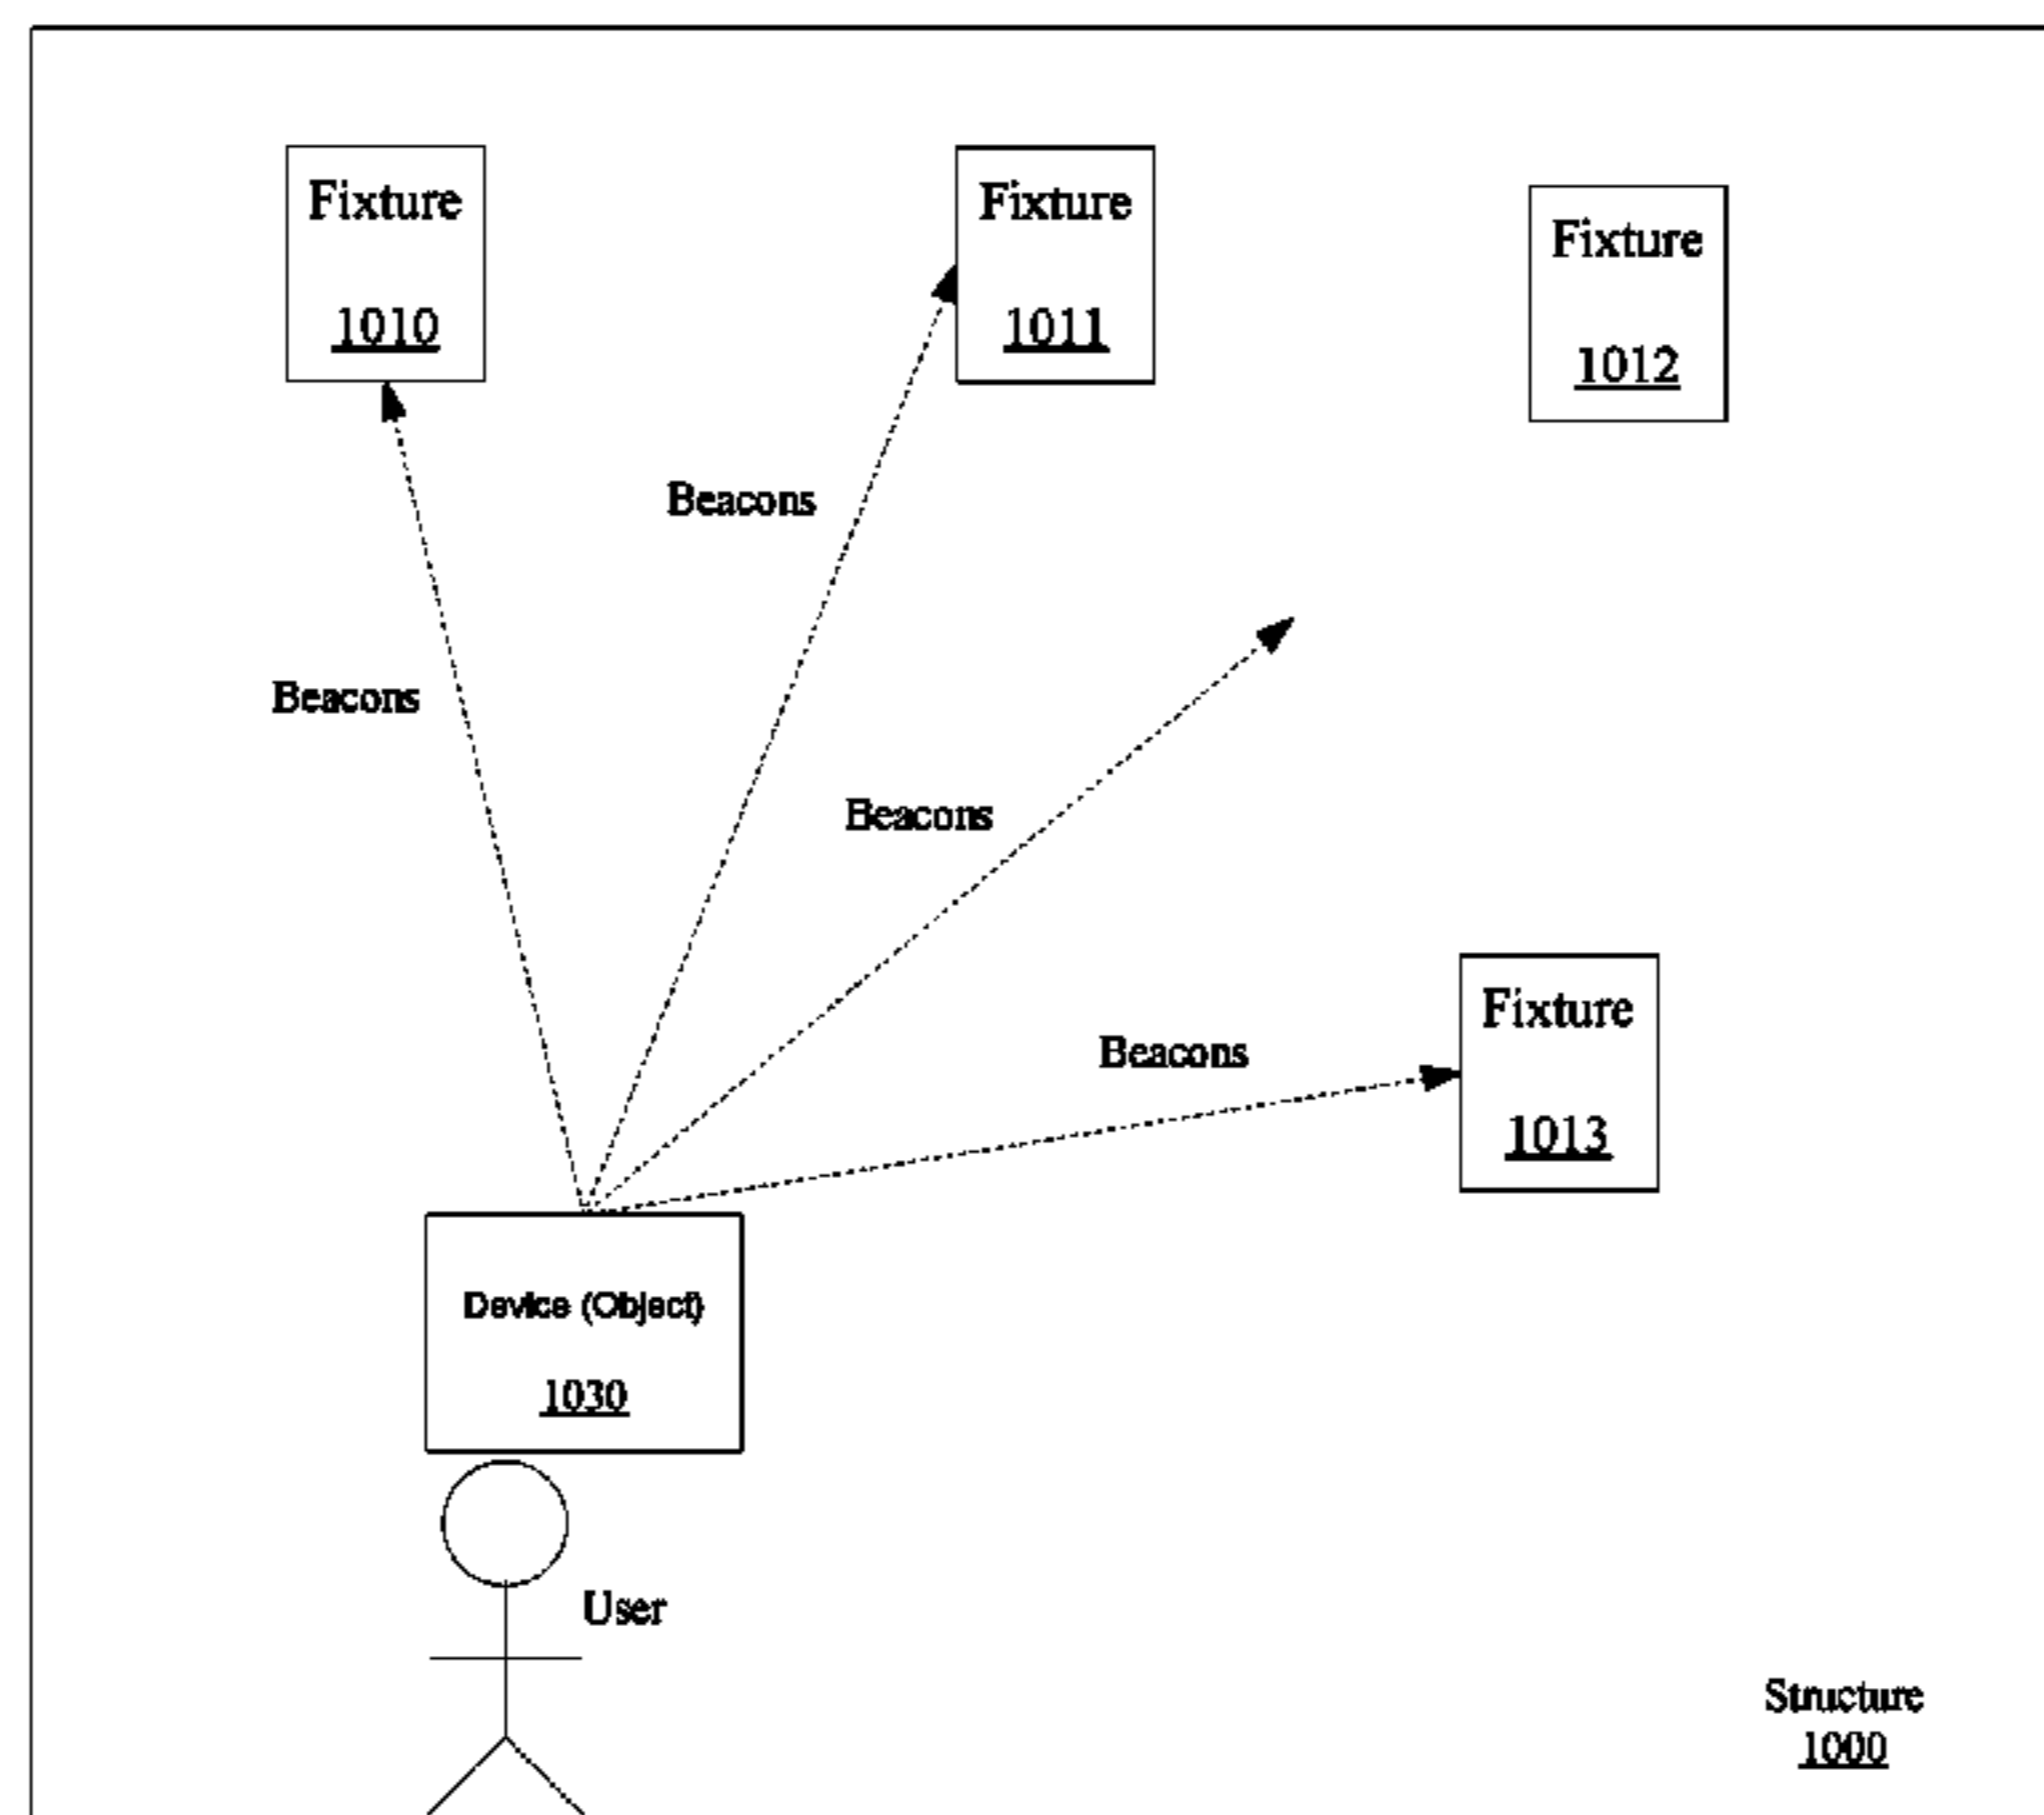 Fixture
1010
Fixture
1011
Fixture
1012
Beacons
Beacons
Beacons
Beacons
Fixture
1013
Device (Object)
1030
User
Structure
1000